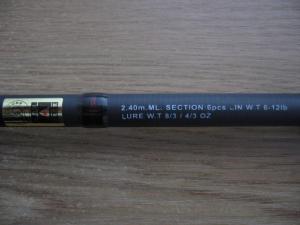 2.40m.ML. SECTION:6pcs LIN W.T 6-12lb
LURE W.T 8/3 / 4/3 OZ